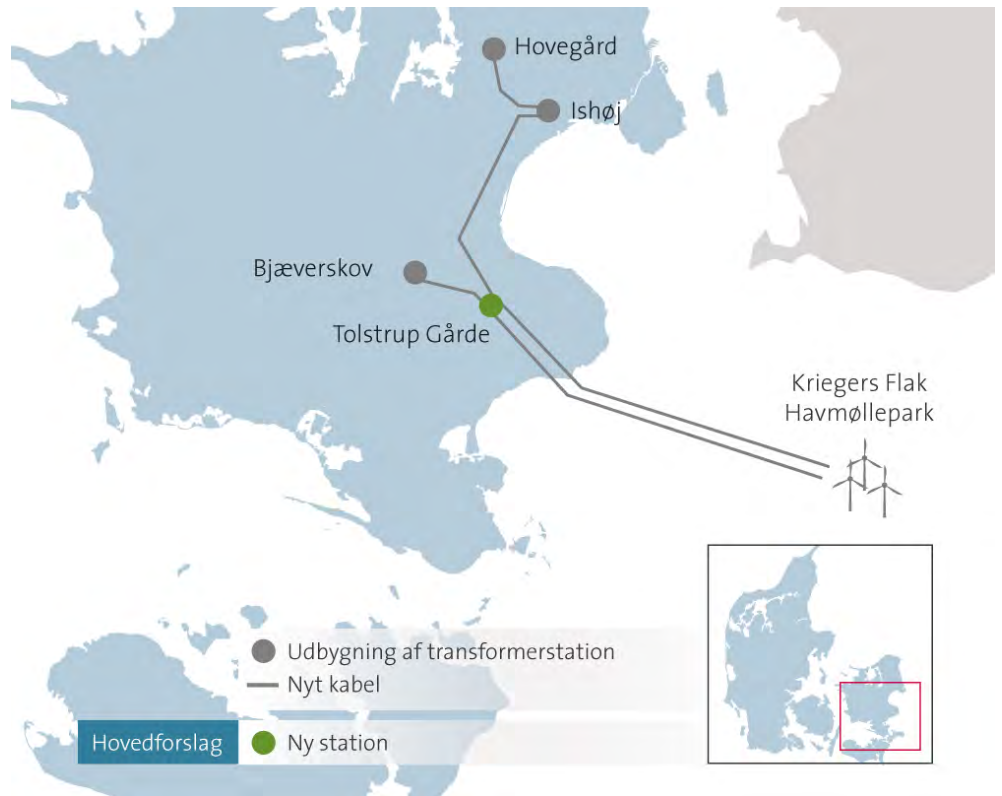 Hovegård
Ishøj
Bjæverskov
Tolstrup Gårde
Kriegers Flak
Havmøllepark
Udbygning af transformerstation
Nyt kabel
Hovedforslag
Ny station